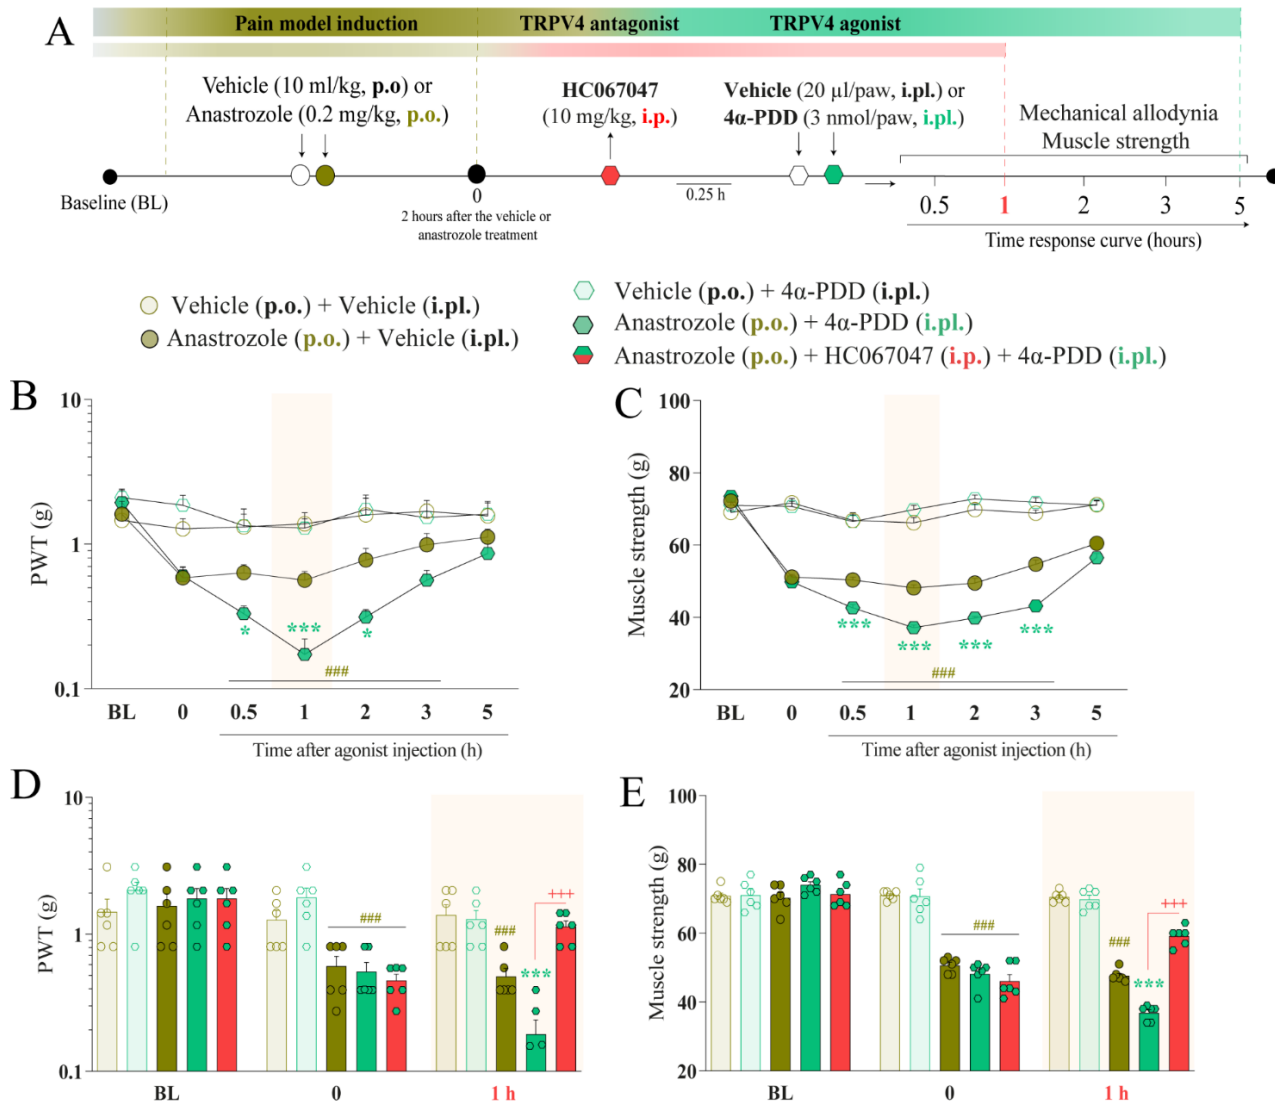 A
Pain model induction
TRPV4 antagonist
TRPV4 agonist
Vehicle (10 ml/kg, p.o) or
Anastrozole (0.2 mg/kg, p.o.)
HC067047
(10 mg/kg, i.p.)
Vehicle (20 µl/paw, i.pl.) or
4α-PDD (3 nmol/paw, i.pl.)
Mechanical allodynia
Muscle strength
Baseline (BL)
0
2 hours after the vehicle or
anastrozole treatment
0.25 h
0.5 1 2 3 5
Time response curve (hours)
Vehicle (p.o.) + Vehicle (i.pl.)
Anastrozole (p.o.) + Vehicle (i.pl.)
Vehicle (p.o.) + 4α-PDD (i.pl.)
Anastrozole (p.o.) + 4α-PDD (i.pl.)
Anastrozole (p.o.) + HC067047 (i.p.) + 4α-PDD (i.pl.)
B
PWT (g)
10
1
0.1
* *** *
###
BL 0 0.5 1 2 3 5
Time after agonist injection (h)
C
Muscle strength (g)
100
80
60
40
20
*** *** *** ***
###
BL 0 0.5 1 2 3 5
Time after agonist injection (h)
D
PWT (g)
10
1
0.1
###
###
***
+++
BL 0 1 h
E
Muscle strength (g)
100
80
60
40
20
###
###
***
+++
BL 0 1 h